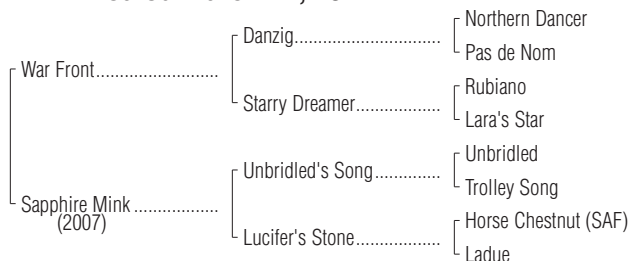 Northern Dancer
Danzig........................................
Pas de Nom
War Front.................................
Rubiano
Starry Dreamer.......................
Lara's Star
Unbridled
Unbridled's Song....................
Trolley Song
Sapphire Mink .......................
(2007)
Horse Chestnut (SAF)
Lucifer's Stone.......................
Ladue